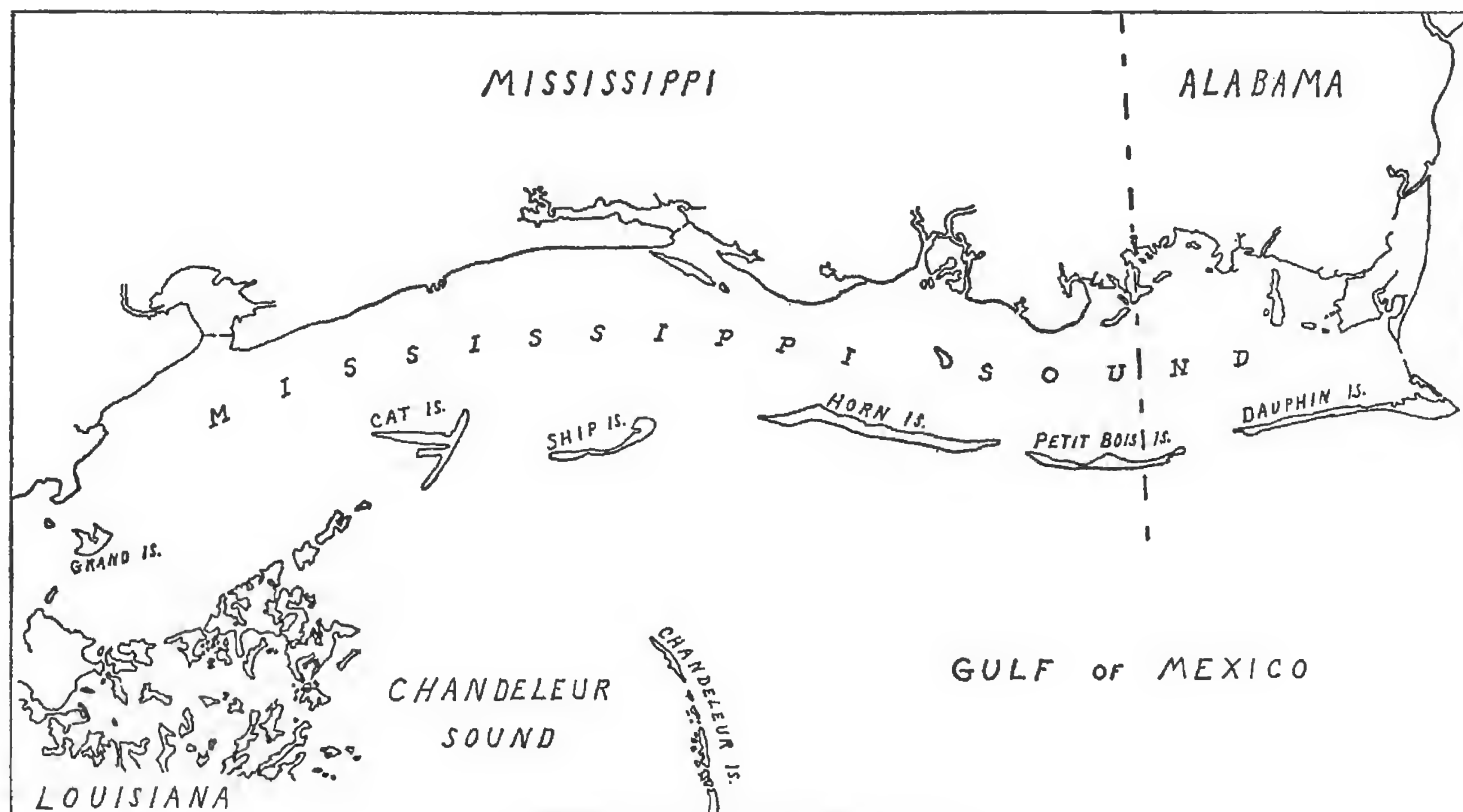 MISSISSIPPI
ALABAMA
MISSISSIPPI SOUND
CAT IS.
SHIP IS.
HORN IS.
PETIT BOIS IS.
DAUPHIN IS.
GRAND IS.
CHANDELEUR IS.
GULF OF MEXICO
CHANDELEUR
SOUND
LOUISIANA